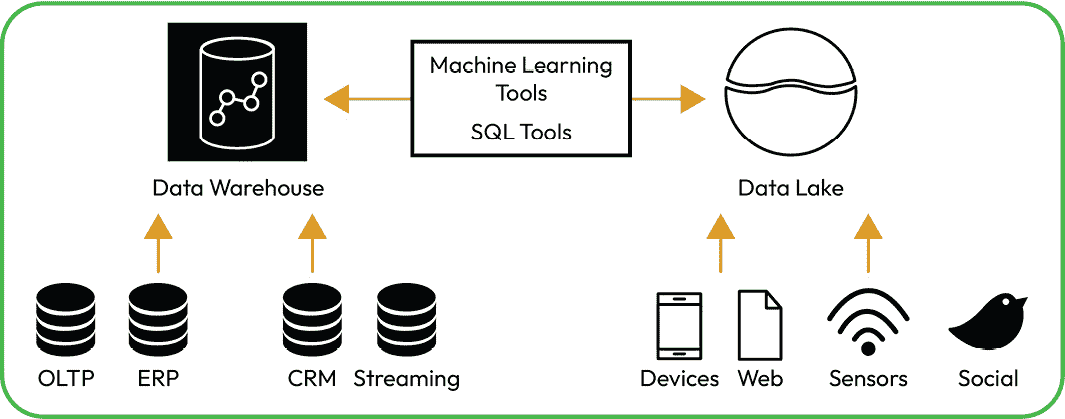 Machine Learning
Tools
SQL Tools
Data Warehouse
Data Lake
OLTP
ERP
CRM
Streaming
Devices
Web
Sensors
Social